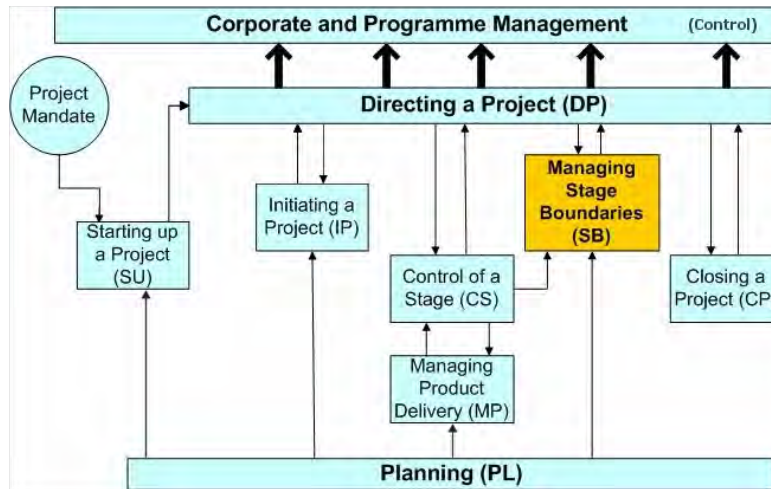 Corporate and Programme Management (Control)
Project
Mandate
Directing a Project (DP)
Starting up
a Project
(SU)
Initiating a
Project (IP)
Control of a
Stage (CS)
Managing
Stage
Boundaries
(SB)
Closing a
Project (CP
Managing
Product
Delivery (MP)
Planning (PL)